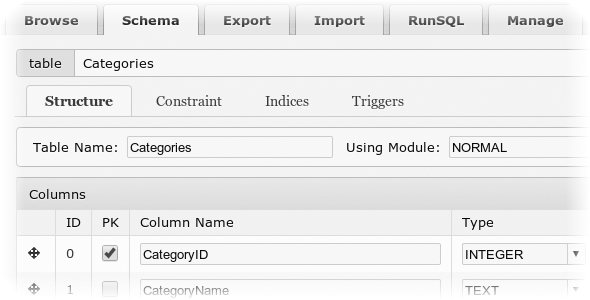 Browse Schema Export Import RunSQL Manage
table Categories
Structure Constraint Indices Triggers
Table Name: Categories Using Module: NORMAL
Columns
ID PK Column Name Type
0 CategoryID INTEGER
1 CategoryName TEXT